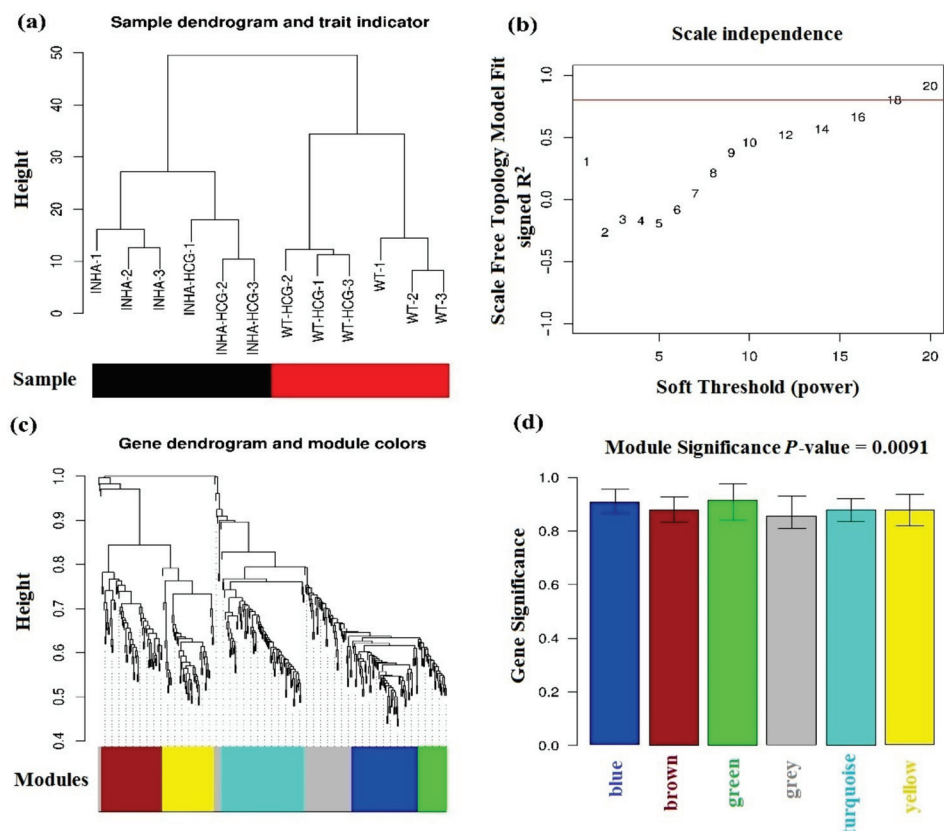 (a)
Sample dendrogram and trait indicator
Height
50
40
30
20
10
0
INHA-1
INHA-2
INHA-3
INHA-HCG-1
INHA-HCG-2
INHA-HCG-3
WT-HCG-2
WT-HCG-1
WT-HCG-3
WT-1
WT-2
WT-3
Sample
(b)
Scale independence
Scale Free Topology Model Fit
signed R²
1.0
0.5
0.0
-0.5
-1.0
1
2
3
4
5
6
7
8
9
10
12
14
16
18
20
5
10
15
20
Soft Threshold (power)
(c)
Gene dendrogram and module colors
Height
1.0
0.9
0.8
0.7
0.6
0.5
0.4
Modules
(d)
Module Significance P-value = 0.0091
Gene Significance
1.0
0.8
0.6
0.4
0.2
0.0
blue
brown
green
grey
turquoise
yellow